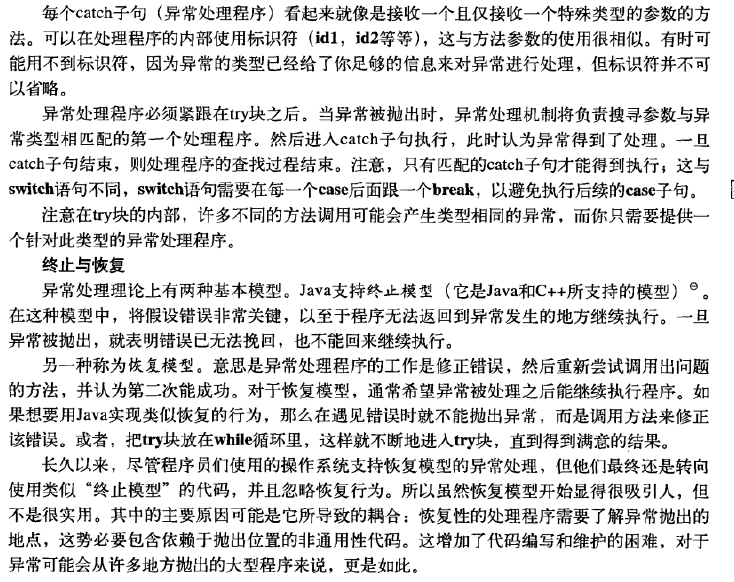 每个catch子句（异常处理程序）看起来就像是接收一个且仅接收一个特殊类型的参数的方
法。可以在处理程序的内部使用标识符（id1，id2等等），这与方法参数的使用很相似。有时可
能用不到标识符，因为异常的类型已经给了你足够的信息来对异常进行处理，但标识符并不可
以省略。
异常处理程序必须紧跟在try块之后。当异常被抛出时，异常处理机制将负责搜寻参数与异
常类型相匹配的第一个处理程序。然后进入catch子句执行，此时认为异常得到了处理。一旦
catch子句结束，则处理程序的查找过程结束。注意，只有匹配的catch子句才能得到执行；这与
switch语句不同，switch语句需要在每一个case后面跟一个break，以避免执行后续的case子句。
注意在try块的内部，许多不同的方法调用可能会产生类型相同的异常，而你只需要提供一
个针对此类型的异常处理程序。
终止与恢复
异常处理理论上有两种基本模型。Java支持终止模型（它是Java和C++所支持的模型）㊀。
在这种模型中，将假设错误非常关键，以至于程序无法返回到异常发生的地方继续执行。一旦
异常被抛出，就表明错误已无法挽回，也不能回来继续执行。
另一种称为恢复模型。意思是异常处理程序的工作是修正错误，然后重新尝试调用出问题
的方法，并认为第二次能成功。对于恢复模型，通常希望异常被处理之后能继续执行程序。如
果想要用Java实现类似恢复的行为，那么在遇见错误时就不能抛出异常，而是调用方法来修正
该错误。或者，把try块放在while循环里，这样就不断地进入try块，直到得到满意的结果。
长久以来，尽管程序员们使用的操作系统支持恢复模型的异常处理，但他们最终还是转向
使用类似“终止模型”的代码，并且忽略恢复行为。所以虽然恢复模型开始显得很吸引人，但
不是很实用。其中的主要原因可能是它所导致的耦合：恢复性的处理程序需要了解异常抛出的
地点，这势必要包含依赖于抛出位置的非通用性代码。这增加了代码编写和维护的困难，对于
异常可能会从许多地方抛出的大型程序来说，更是如此。